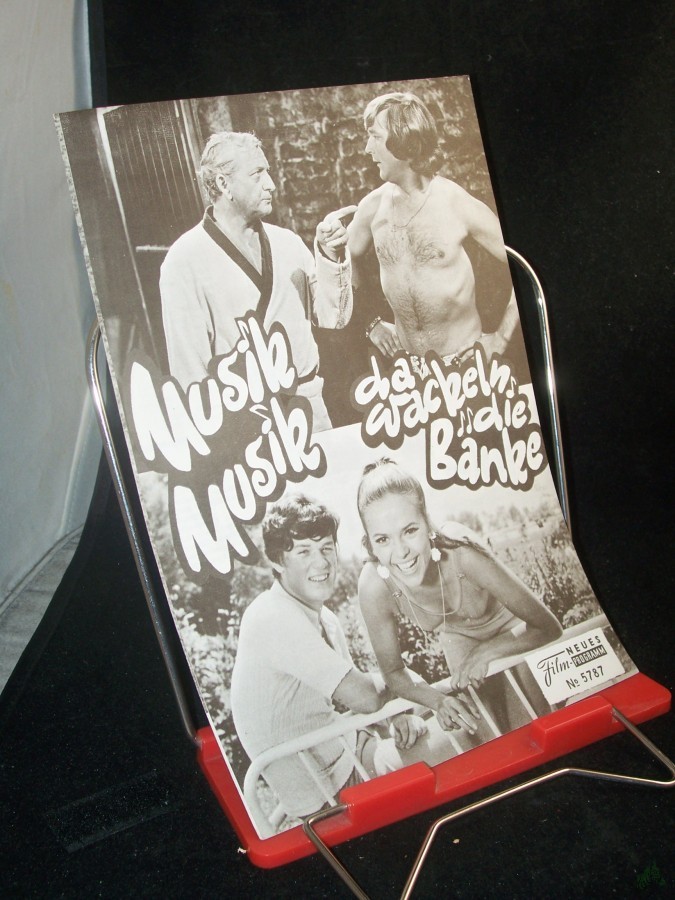 Musik
Musik
da
wackeln
die
Bänke
NEUES
Film-PROGRAMM
№ 5787